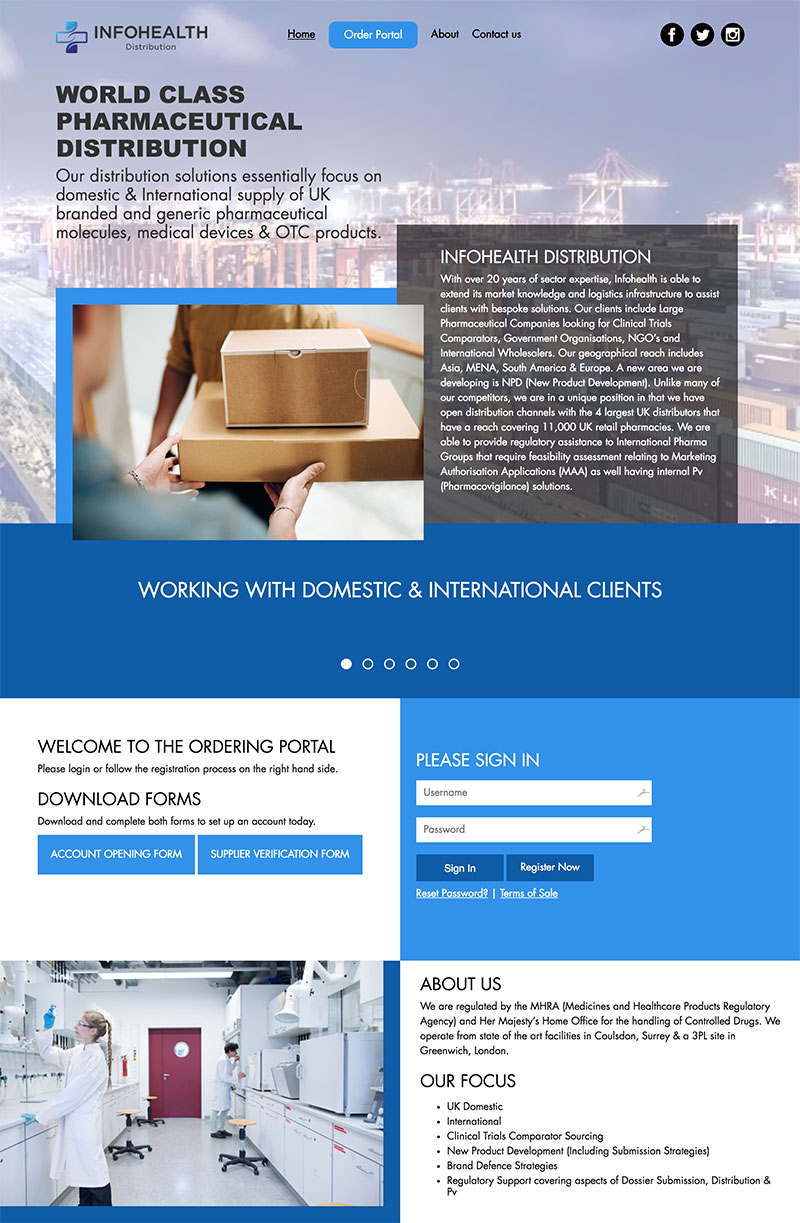 INFOHEALTH
Distribution
Home
Order Portal
About
Contact us
WORLD CLASS
PHARMACEUTICAL
DISTRIBUTION
Our distribution solutions essentially focus on
domestic & International supply of UK
branded and generic pharmaceutical
molecules, medical devices & OTC products.
INFOHEALTH DISTRIBUTION
With over 20 years of sector expertise, Infohealth is able to
extend its market knowledge and logistics infrastructure to assist
clients with bespoke solutions. Our clients include Large
Pharmaceutical Companies looking for Clinical Trials
Comparators, Government Organisations, NGO's and
International Wholesalers. Our geographical reach includes
Asia, MENA, South America & Europe. A new area we are
developing is NPD (New Product Development). Unlike many of
our competitors, we are in a unique position in that we have
open distribution channels with the 4 largest UK distributors that
have a reach covering 11,000 UK retail pharmacies. We are
able to provide regulatory assistance to International Pharma
Groups that require feasibility assessment relating to Marketing
Authorisation Applications (MAA) as well having internal Pv
(Pharmacovigilance) solutions.
WORKING WITH DOMESTIC & INTERNATIONAL CLIENTS
WELCOME TO THE ORDERING PORTAL
Please login or follow the registration process on the right hand side.
DOWNLOAD FORMS
Download and complete both forms to set up an account today.
ACCOUNT OPENING FORM
SUPPLIER VERIFICATION FORM
PLEASE SIGN IN
Username
Password
Sign In
Register Now
Reset Password? | Terms of Sale
ABOUT US
We are regulated by the MHRA (Medicines and Healthcare Products Regulatory
Agency) and Her Majesty's Home Office for the handling of Controlled Drugs. We
operate from state of the art facilities in Coulsdon, Surrey & a 3PL site in
Greenwich, London.
OUR FOCUS
• UK Domestic
• International
• Clinical Trials Comparator Sourcing
• New Product Development (Including Submission Strategies)
• Brand Defence Strategies
• Regulatory Support covering aspects of Dossier Submission, Distribution &
Pv